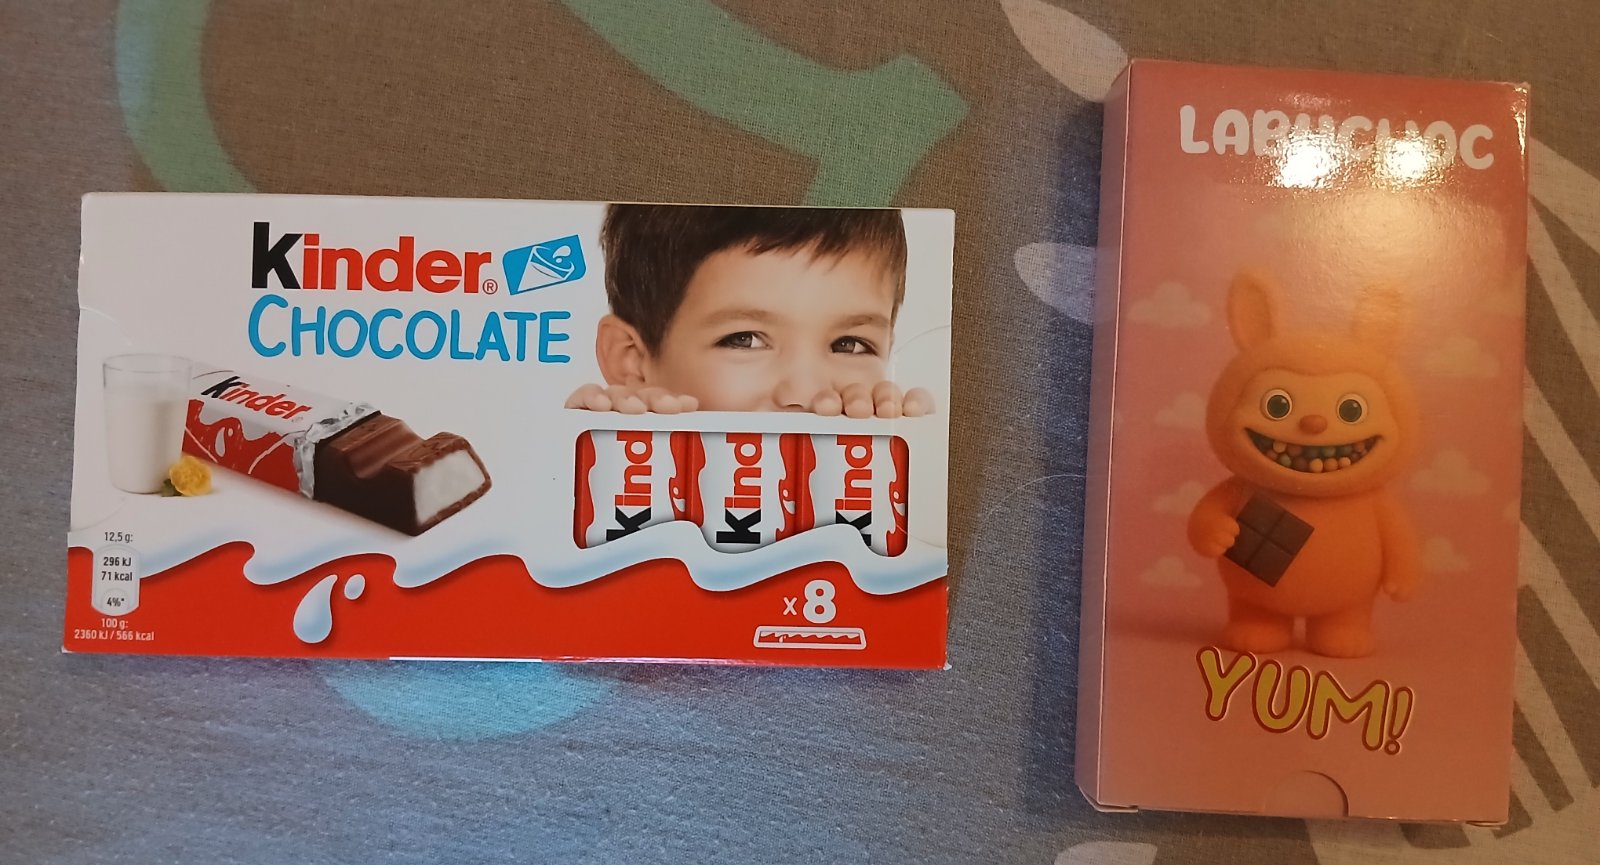 Kinder®
CHOCOLATE
Kinder
Kind
Kind
Kind
12,5 g:
296 kJ
71 kcal
4%*
100 g:
2360 kJ / 566 kcal
x8
LABUCHOC
YUM!